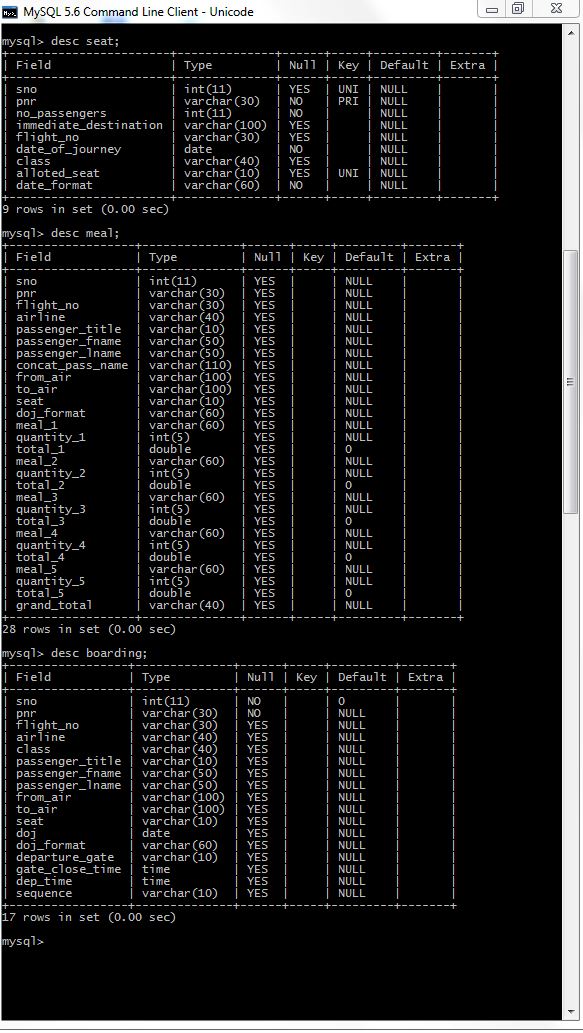 MySQL 5.6 Command Line Client - Unicode
mysql> desc seat;
+-----------------------+--------------+------+-----+---------+-------+
| Field                 | Type         | Null | Key | Default | Extra |
+-----------------------+--------------+------+-----+---------+-------+
| sno                   | int(11)      | YES  | UNI | NULL    |       |
| pnr                   | varchar(30)  | NO   | PRI | NULL    |       |
| no_passengers         | int(11)      | NO   |     | NULL    |       |
| immediate_destination | varchar(100) | YES  |     | NULL    |       |
| flight_no             | varchar(30)  | YES  |     | NULL    |       |
| date_of_journey       | date         | NO   |     | NULL    |       |
| class                 | varchar(40)  | YES  |     | NULL    |       |
| alloted_seat          | varchar(10)  | YES  | UNI | NULL    |       |
| date_format           | varchar(60)  | NO   |     | NULL    |       |
+-----------------------+--------------+------+-----+---------+-------+
9 rows in set (0.00 sec)
mysql> desc meal;
+------------------+--------------+------+-----+---------+-------+
| Field            | Type         | Null | Key | Default | Extra |
+------------------+--------------+------+-----+---------+-------+
| sno              | int(11)      | YES  |     | NULL    |       |
| pnr              | varchar(30)  | YES  |     | NULL    |       |
| flight_no        | varchar(30)  | YES  |     | NULL    |       |
| airline          | varchar(40)  | YES  |     | NULL    |       |
| passenger_title  | varchar(10)  | YES  |     | NULL    |       |
| passenger_fname  | varchar(50)  | YES  |     | NULL    |       |
| passenger_lname  | varchar(50)  | YES  |     | NULL    |       |
| concat_pass_name | varchar(110) | YES  |     | NULL    |       |
| from_air         | varchar(100) | YES  |     | NULL    |       |
| to_air           | varchar(100) | YES  |     | NULL    |       |
| seat             | varchar(10)  | YES  |     | NULL    |       |
| doj_format       | varchar(60)  | YES  |     | NULL    |       |
| meal_1           | varchar(60)  | YES  |     | NULL    |       |
| quantity_1       | int(5)       | YES  |     | NULL    |       |
| total_1          | double       | YES  |     | 0       |       |
| meal_2           | varchar(60)  | YES  |     | NULL    |       |
| quantity_2       | int(5)       | YES  |     | NULL    |       |
| total_2          | double       | YES  |     | 0       |       |
| meal_3           | varchar(60)  | YES  |     | NULL    |       |
| quantity_3       | int(5)       | YES  |     | NULL    |       |
| total_3          | double       | YES  |     | 0       |       |
| meal_4           | varchar(60)  | YES  |     | NULL    |       |
| quantity_4       | int(5)       | YES  |     | NULL    |       |
| total_4          | double       | YES  |     | 0       |       |
| meal_5           | varchar(60)  | YES  |     | NULL    |       |
| quantity_5       | int(5)       | YES  |     | NULL    |       |
| total_5          | double       | YES  |     | 0       |       |
| grand_total      | varchar(40)  | YES  |     | NULL    |       |
+------------------+--------------+------+-----+---------+-------+
28 rows in set (0.00 sec)
mysql> desc boarding;
+-----------------+--------------+------+-----+---------+-------+
| Field           | Type         | Null | Key | Default | Extra |
+-----------------+--------------+------+-----+---------+-------+
| sno             | int(11)      | NO   |     | 0       |       |
| pnr             | varchar(30)  | NO   |     | NULL    |       |
| flight_no       | varchar(30)  | YES  |     | NULL    |       |
| airline         | varchar(40)  | YES  |     | NULL    |       |
| class           | varchar(40)  | YES  |     | NULL    |       |
| passenger_title | varchar(10)  | YES  |     | NULL    |       |
| passenger_fname | varchar(50)  | YES  |     | NULL    |       |
| passenger_lname | varchar(50)  | YES  |     | NULL    |       |
| from_air        | varchar(100) | YES  |     | NULL    |       |
| to_air          | varchar(100) | YES  |     | NULL    |       |
| seat            | varchar(10)  | YES  |     | NULL    |       |
| doj             | date         | YES  |     | NULL    |       |
| doj_format      | varchar(60)  | YES  |     | NULL    |       |
| departure_gate  | varchar(10)  | YES  |     | NULL    |       |
| gate_close_time | time         | YES  |     | NULL    |       |
| dep_time        | time         | YES  |     | NULL    |       |
| sequence        | varchar(10)  | YES  |     | NULL    |       |
+-----------------+--------------+------+-----+---------+-------+
17 rows in set (0.00 sec)
mysql>